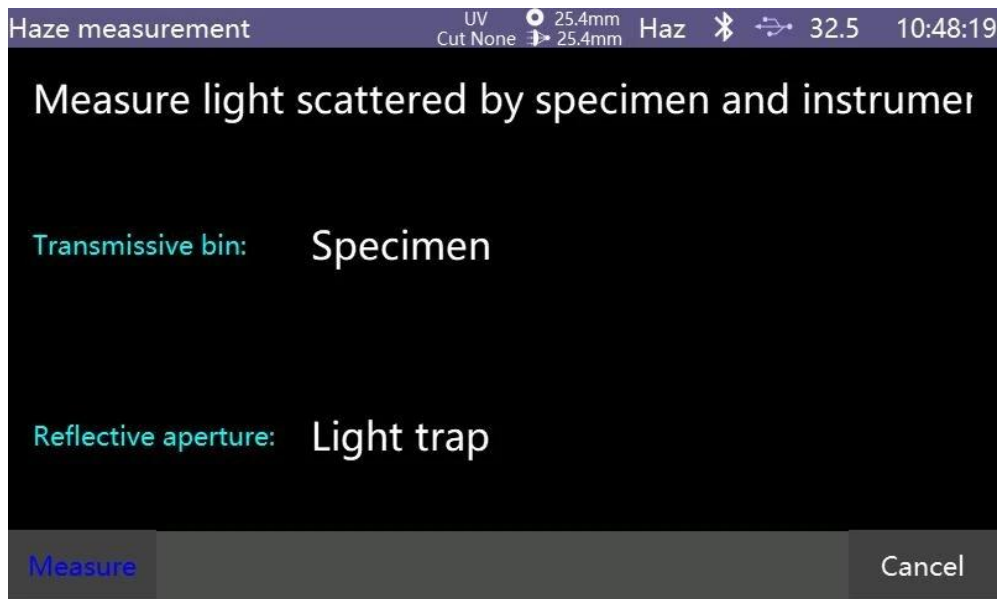 Haze measurement UV 25.4mm Haz 32.5 10:48:19
Cut None 25.4mm
Measure light scattered by specimen and instrumer
Transmissive bin: Specimen
Reflective aperture: Light trap
Measure Cancel